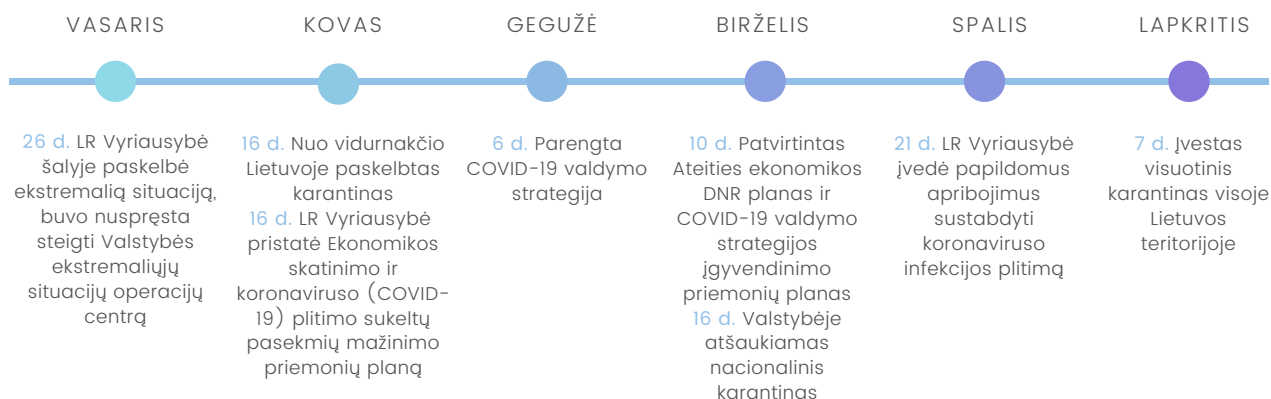 VASARIS
26 d. LR Vyriausybė
šalyje paskelbė
ekstremalią situaciją,
buvo nuspręsta
steigti Valstybės
ekstremaliųjų
situacijų operacijų
centrą
KOVAS
16 d. Nuo vidurnakčio
Lietuvoje paskelbtas
karantinas
16 d. LR Vyriausybė
pristatė Ekonomikos
skatinimo ir
koronaviruso (COVID-
19) plitimo sukeltų
pasekmių mažinimo
priemonių planą
GEGUŽĖ
6 d. Parengta
COVID-19 valdymo
strategija
BIRŽELIS
10 d. Patvirtintas
Ateities ekonomikos
DNR planas ir
COVID-19 valdymo
strategijos
įgyvendinimo
priemonių planas
16 d. Valstybėje
atšaukiamas
nacionalinis
karantinas
SPALIS
21 d. LR Vyriausybė
įvedė papildomus
apribojimus
sustabdyti
koronaviruso
infekcijos plitimą
LAPKRITIS
7 d. Įvestas
visuotinis
karantinas visoje
Lietuvos
teritorijoje